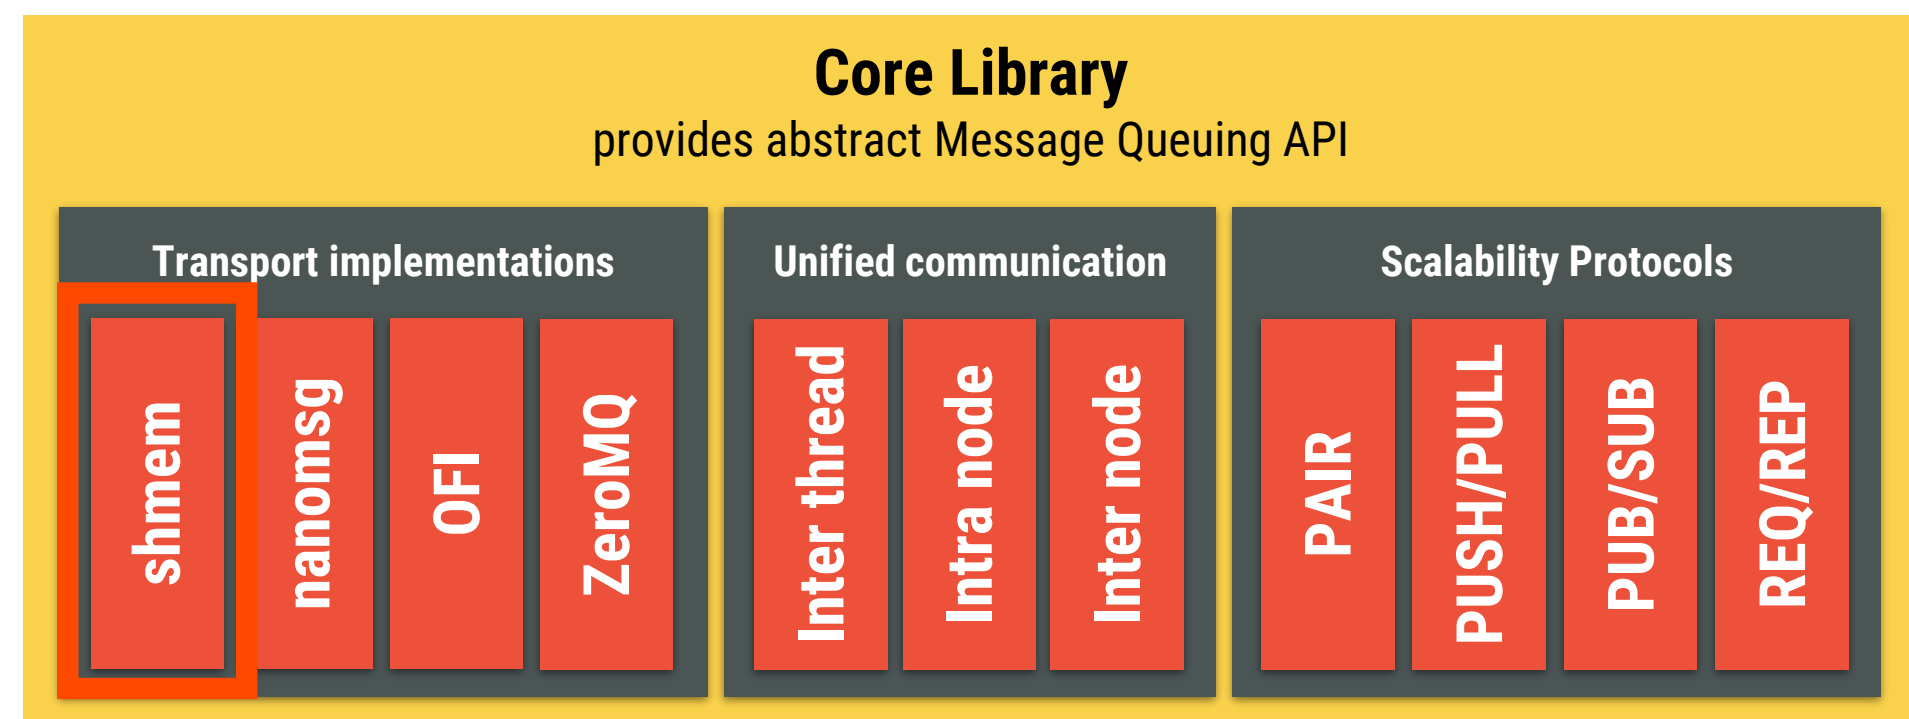 Core Library
provides abstract Message Queuing API
Transport implementations
shmem
nanomsg
OFI
ZeroMQ
Unified communication
Inter thread
Intra node
Inter node
Scalability Protocols
PAIR
PUSH/PULL
PUB/SUB
REQ/REP